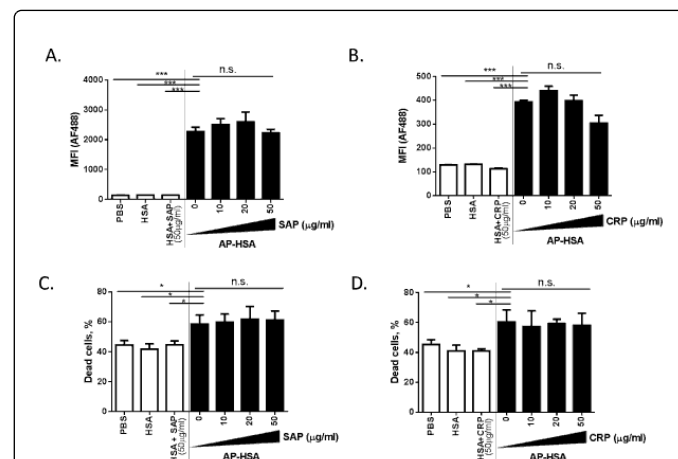 A.
***
***
***
n.s.
MFI (AF488)
4000
3000
2000
1000
0
PBS
HSA
HSA+SAP
(50µg/ml)
0
10
20
50
SAP (µg/ml)
AP-HSA
B.
***
***
***
n.s.
MFI (AF488)
500
400
300
200
100
0
PBS
HSA
HSA+CRP
(50µg/ml)
0
10
20
50
CRP (µg/ml)
AP-HSA
C.
*
*
*
n.s.
Dead cells, %
80
60
40
20
0
PBS
HSA
HSA + SAP
(50µg/ml)
0
10
20
50
SAP (µg/ml)
AP-HSA
D.
*
*
*
n.s.
Dead cells, %
80
60
40
20
0
PBS
HSA
HSA+CRP
(50µg/ml)
0
10
20
50
CRP (µg/ml)
AP-HSA